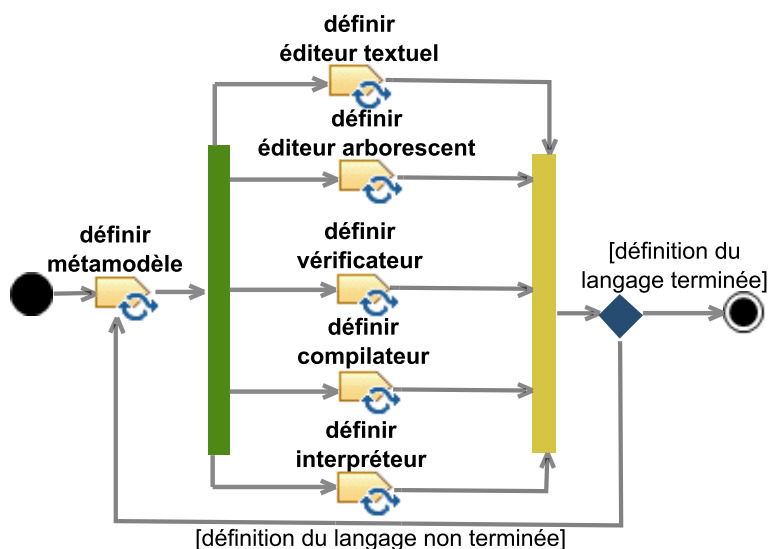 définir
éditeur textuel
définir
éditeur arborescent
définir
métamodèle
définir
vérificateur
[définition du
langage terminée]
définir
compilateur
définir
interpréteur
[définition du langage non terminée]